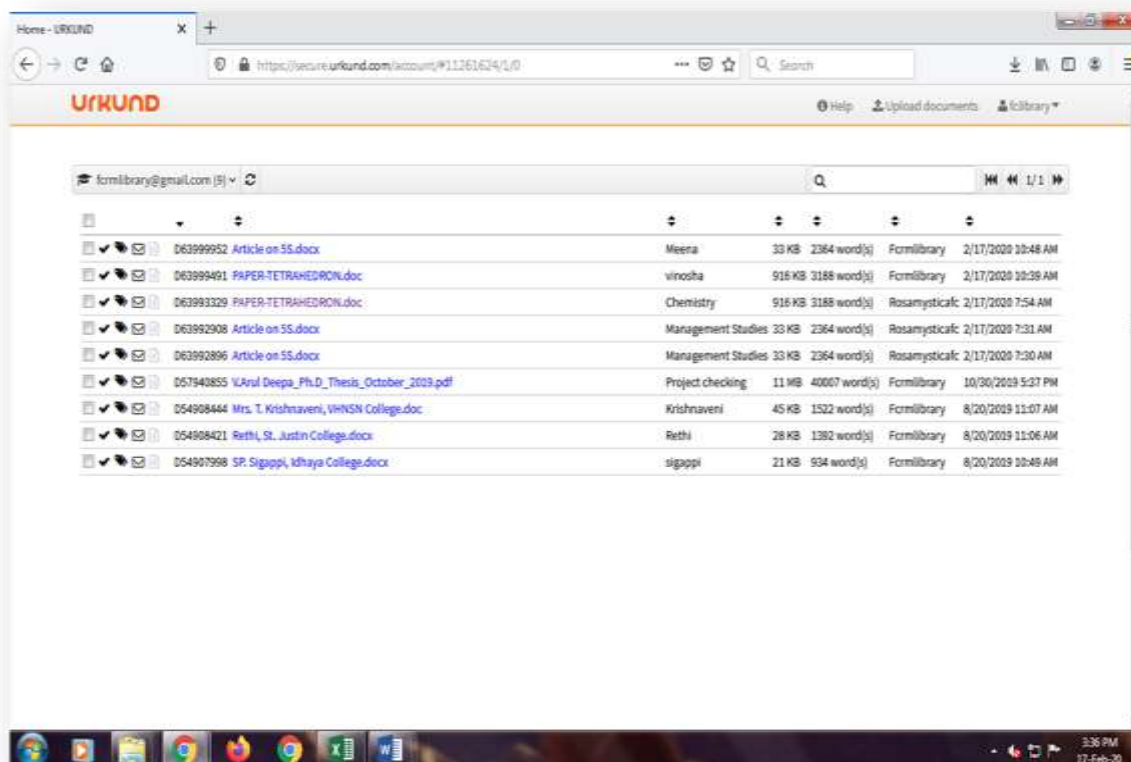 Home - URKUND
https://secure.urkund.com/account/#11261624/1/0
Search
URKUND
Help Upload documents fclibrary
fcrmlibrary@gmail.com (9) 1/1
D63999952 Article on 5S.docx Meena 33 KB 2364 word(s) Fcrmlibrary 2/17/2020 10:48 AM
D63999491 PAPER-TETRAHEDRON.doc vinosha 916 KB 3188 word(s) Fcrmlibrary 2/17/2020 10:39 AM
D63993329 PAPER-TETRAHEDRON.doc Chemistry 916 KB 3188 word(s) Rosamysticafc 2/17/2020 7:54 AM
D63992908 Article on 5S.docx Management Studies 33 KB 2364 word(s) Rosamysticafc 2/17/2020 7:31 AM
D63992896 Article on 5S.docx Management Studies 33 KB 2364 word(s) Rosamysticafc 2/17/2020 7:30 AM
D57940855 V.Arul Deepa_Ph.D_Thesis_October_2019.pdf Project checking 11 MB 40007 word(s) Fcrmlibrary 10/30/2019 5:37 PM
D54908444 Mrs. T. Krishnaveni, VHNSN College.doc Krishnaveni 45 KB 1522 word(s) Fcrmlibrary 8/20/2019 11:07 AM
D54908421 Rethi, St. Justin College.docx Rethi 28 KB 1392 word(s) Fcrmlibrary 8/20/2019 11:06 AM
D54907998 SP. Sigappi, Idhaya College.docx sigappi 21 KB 934 word(s) Fcrmlibrary 8/20/2019 10:49 AM
3:36 PM
17-Feb-20